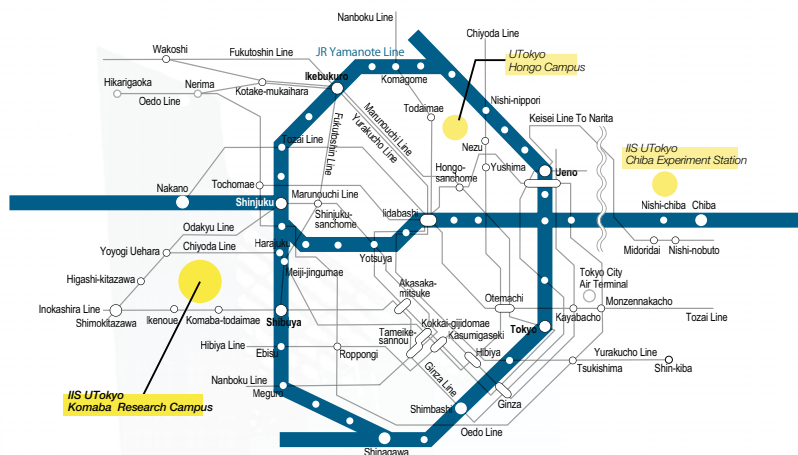 Nanboku Line
Chiyoda Line
Wakoshi
Fukutoshin Line
JR Yamanote Line
UTokyo
Hongo Campus
Ikebukuro
Komagome
Hikarigaoka
Nerima
Kotake-mukaihara
Oedo Line
Marunouchi Line
Yurakucho Line
Fukutoshin Line
Todaimae
Nishi-nippori
Keisei Line To Narita
Tozai Line
Nezu
IIS UTokyo
Chiba Experiment Station
Hongo-
sanchome
Yushima
Ueno
Nakano
Tochomae
Marunouchi Line
Shinjuku
Shinjuku-
sanchome
Iidabashi
Nishi-chiba
Chiba
Odakyu Line
Yoyogi Uehara
Chiyoda Line
Harajuku
Meiji-jingumae
Yotsuya
Midoridai
Nishi-nobuto
Higashi-kitazawa
Akasaka-
mitsuke
Otemachi
Tokyo City
Air Terminal
Inokashira Line
Shimokitazawa
Ikenoue
Komaba-todaimae
Shibuya
Tameike-
sannou
Kokkai-gijidomae
Kasumigaseki
Tokyo
Kayabacho
Monzennakacho
Tozai Line
Hibiya Line
Ebisu
Roppongi
Hibiya
Yurakucho Line
Tsukishima
Shin-kiba
Nanboku Line
Meguro
Ginza Line
Ginza
IIS UTokyo
Komaba Research Campus
Shimbashi
Oedo Line
Shinagawa